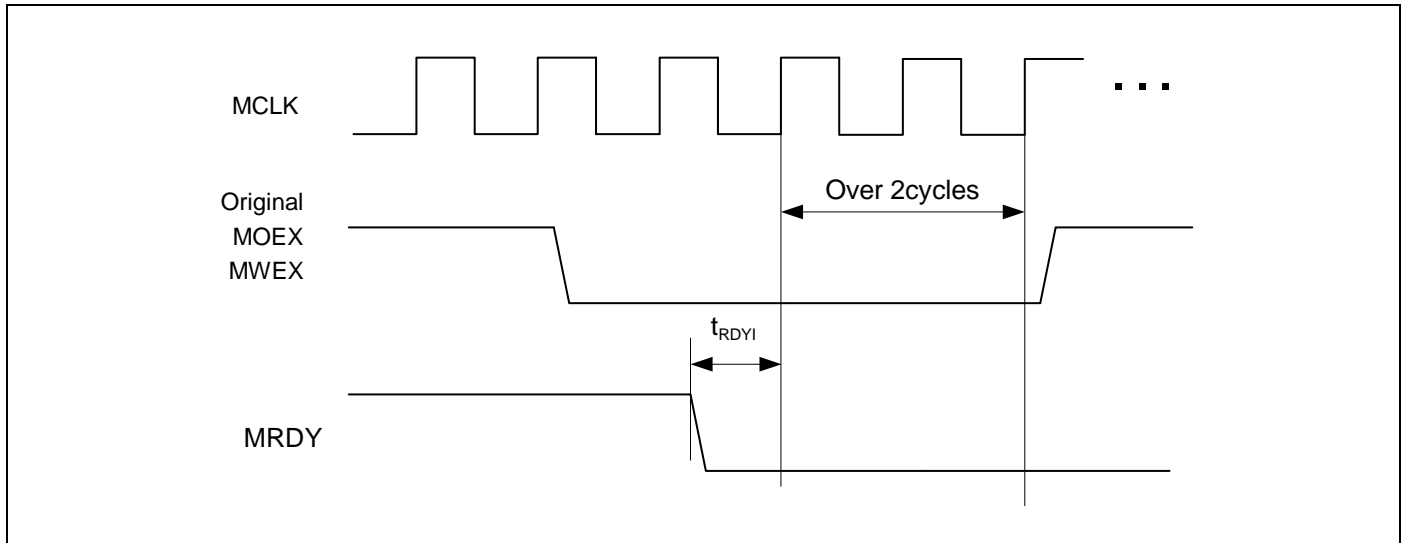 MCLK
Over 2cycles
Original
MOEX
MWEX
tRDYI
MRDY